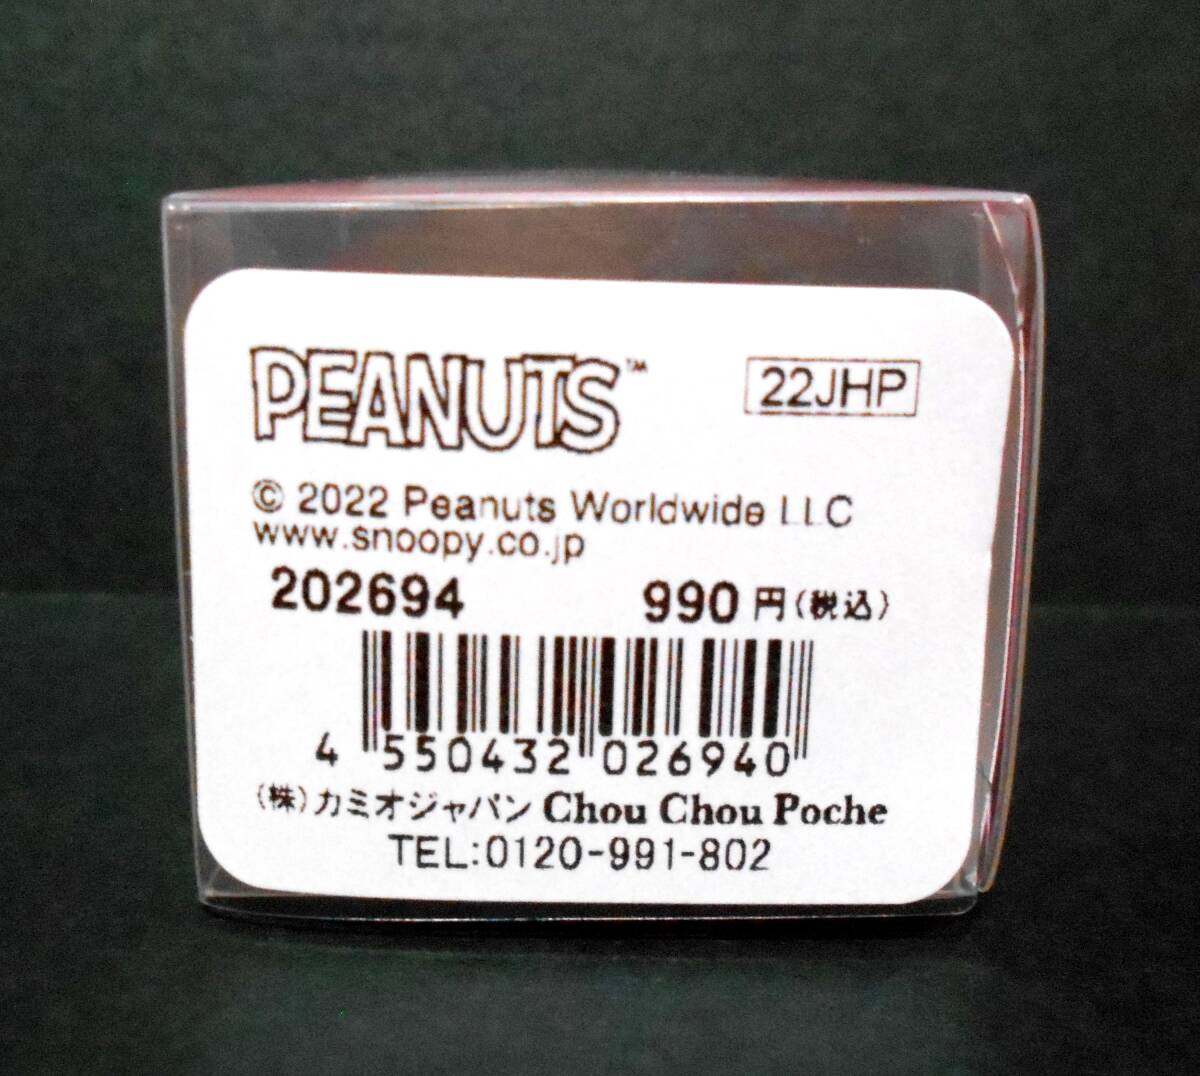 PEANUTS™ 22JHP
© 2022 Peanuts Worldwide LLC
www.snoopy.co.jp
202694 990円(税込)
4 550432 026940
(株)カミオジャパン Chou Chou Poche
TEL:0120-991-802